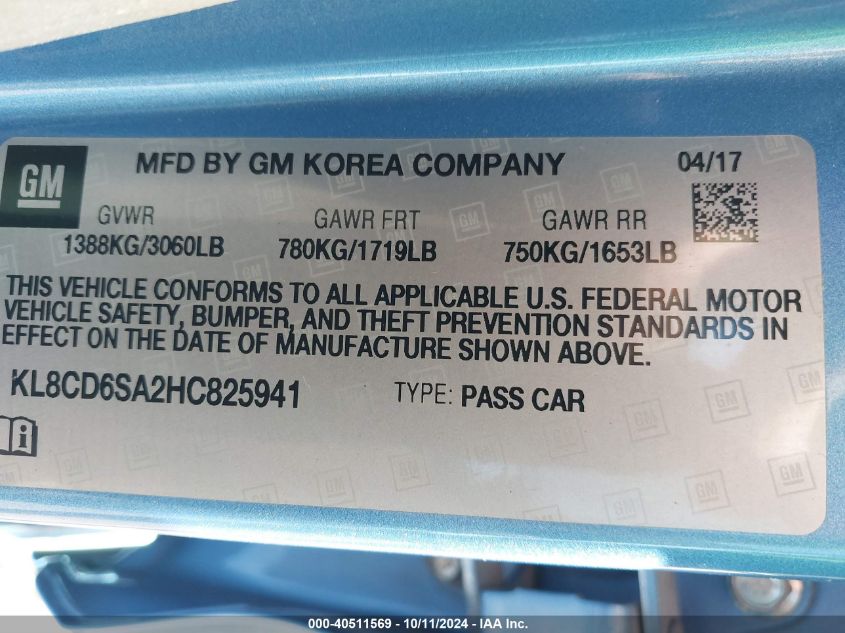 GM
MFD BY GM KOREA COMPANY 04/17
GVWR GAWR FRT GAWR RR
1388KG/3060LB 780KG/1719LB 750KG/1653LB
THIS VEHICLE CONFORMS TO ALL APPLICABLE U.S. FEDERAL MOTOR
VEHICLE SAFETY, BUMPER, AND THEFT PREVENTION STANDARDS IN
EFFECT ON THE DATE OF MANUFACTURE SHOWN ABOVE.
KL8CD6SA2HC825941 TYPE: PASS CAR
000-40511569 - 10/11/2024 - IAA Inc.